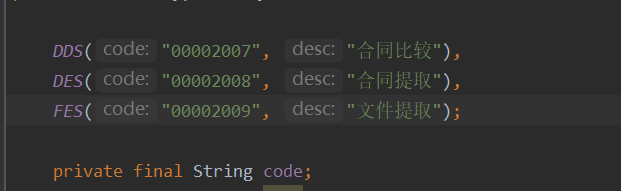 DDS( code: "00002007", desc: "合同比较"),
DES( code: "00002008", desc: "合同提取"),
FES( code: "00002009", desc: "文件提取");
private final String code;